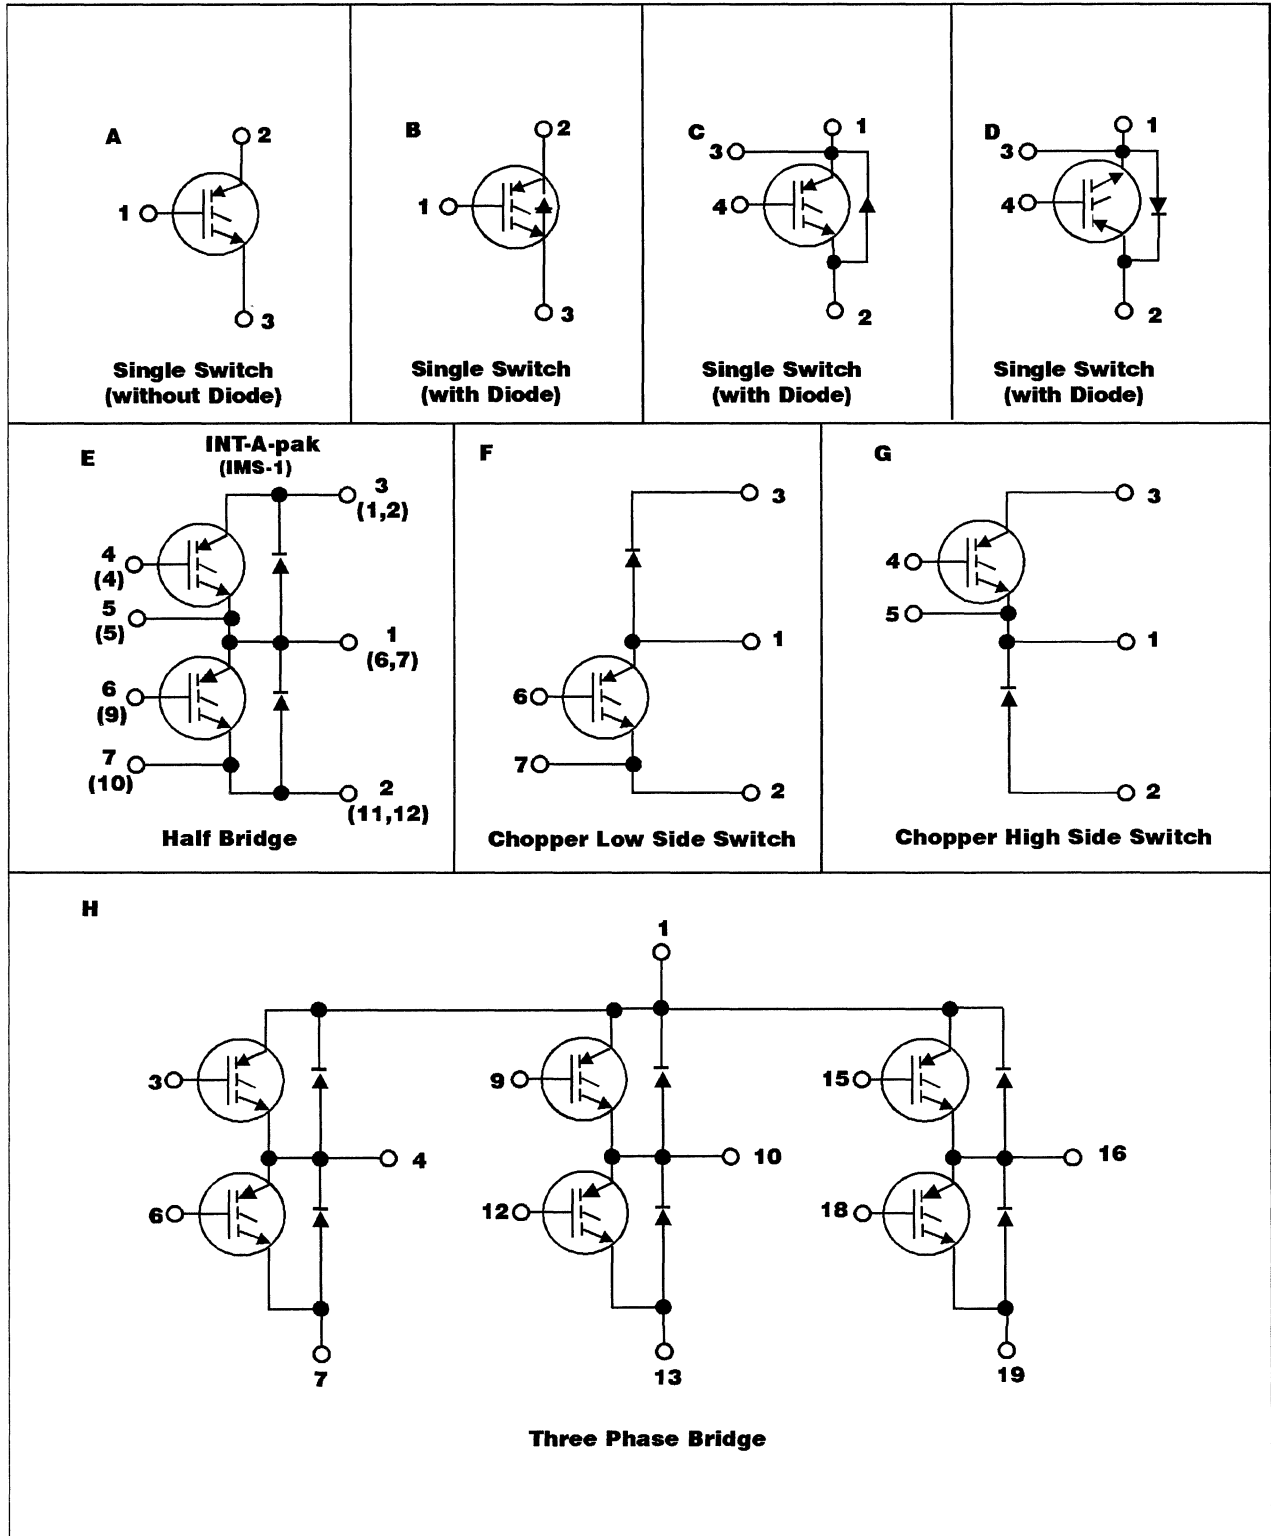 A
2
1
3
Single Switch
(without Diode)
B
2
1
3
Single Switch
(with Diode)
C
1
3
4
2
Single Switch
(with Diode)
D
1
3
4
2
Single Switch
(with Diode)
E
INT-A-pak
(IMS-1)
3
(1,2)
4
(4)
5
(5)
1
(6,7)
6
(9)
7
(10)
2
(11,12)
Half Bridge
F
3
1
6
7
2
Chopper Low Side Switch
G
3
4
5
1
2
Chopper High Side Switch
H
1
3
9
15
4
10
16
6
12
18
7
13
19
Three Phase Bridge